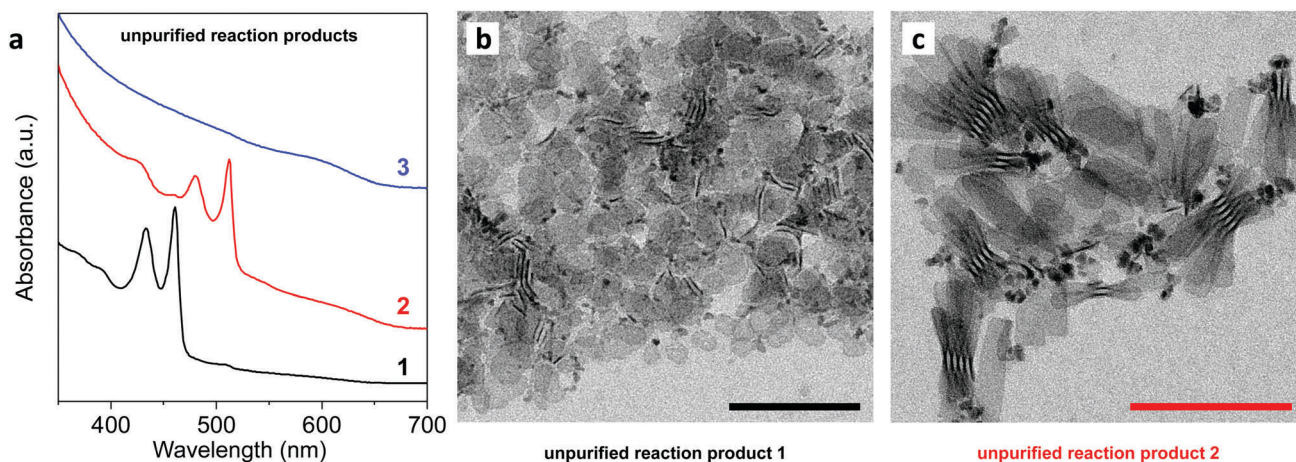 a
unpurified reaction products
3
2
1
Absorbance (a.u.)
400 500 600 700
Wavelength (nm)
b
unpurified reaction product 1
c
unpurified reaction product 2